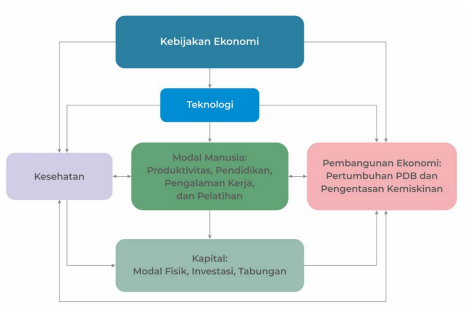 Kebijakan Ekonomi
Teknologi
Kesehatan
Modal Manusia:
Produktivitas, Pendidikan,
Pengalaman Kerja,
dan Pelatihan
Pembangunan Ekonomi:
Pertumbuhan PDB dan
Pengentasan Kemiskinan
Kapital:
Modal Fisik, Investasi, Tabungan